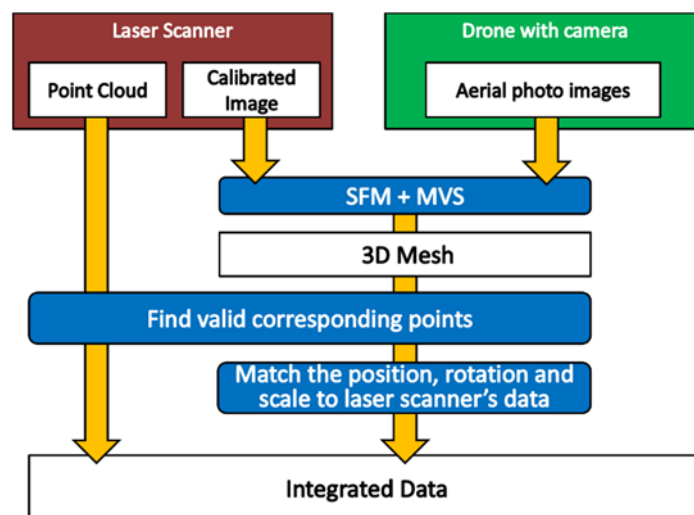 Laser Scanner
Drone with camera
Point Cloud
Calibrated
Image
Aerial photo images
SFM + MVS
3D Mesh
Find valid corresponding points
Match the position, rotation and
scale to laser scanner's data
Integrated Data